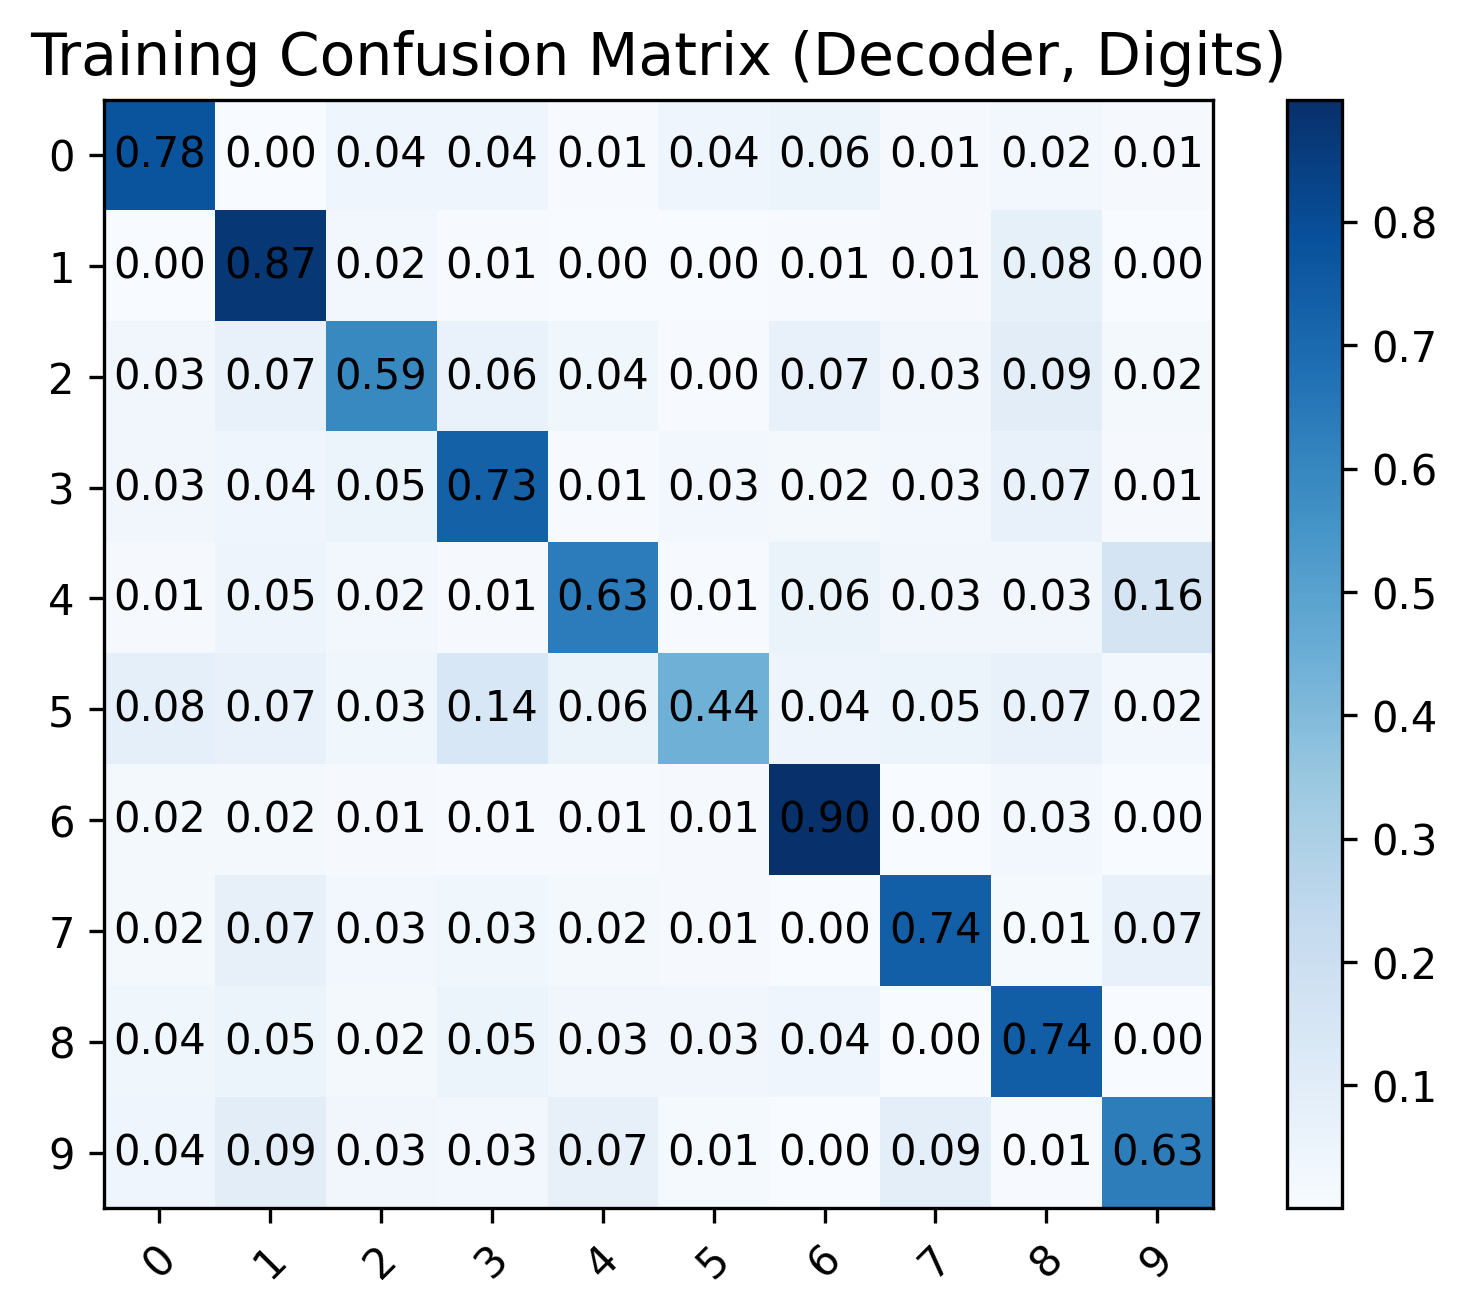 Training Confusion Matrix (Decoder, Digits)
0 0.78 0.00 0.04 0.04 0.01 0.04 0.06 0.01 0.02 0.01
1 0.00 0.87 0.02 0.01 0.00 0.00 0.01 0.01 0.08 0.00
2 0.03 0.07 0.59 0.06 0.04 0.00 0.07 0.03 0.09 0.02
3 0.03 0.04 0.05 0.73 0.01 0.03 0.02 0.03 0.07 0.01
4 0.01 0.05 0.02 0.01 0.63 0.01 0.06 0.03 0.03 0.16
5 0.08 0.07 0.03 0.14 0.06 0.44 0.04 0.05 0.07 0.02
6 0.02 0.02 0.01 0.01 0.01 0.01 0.90 0.00 0.03 0.00
7 0.02 0.07 0.03 0.03 0.02 0.01 0.00 0.74 0.01 0.07
8 0.04 0.05 0.02 0.05 0.03 0.03 0.04 0.00 0.74 0.00
9 0.04 0.09 0.03 0.03 0.07 0.01 0.00 0.09 0.01 0.63
0 1 2 3 4 5 6 7 8 9
0.8
0.7
0.6
0.5
0.4
0.3
0.2
0.1